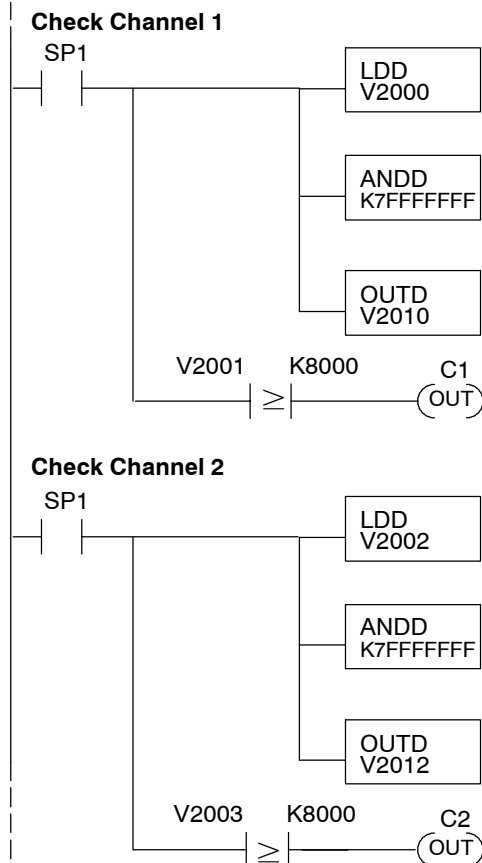 Check Channel 1
SP1
LDD
V2000
ANDD
K7FFFFFFF
OUTD
V2010
V2001 K8000 C1
≥ OUT
Check Channel 2
SP1
LDD
V2002
ANDD
K7FFFFFFF
OUTD
V2012
V2003 K8000 C2
≥ OUT